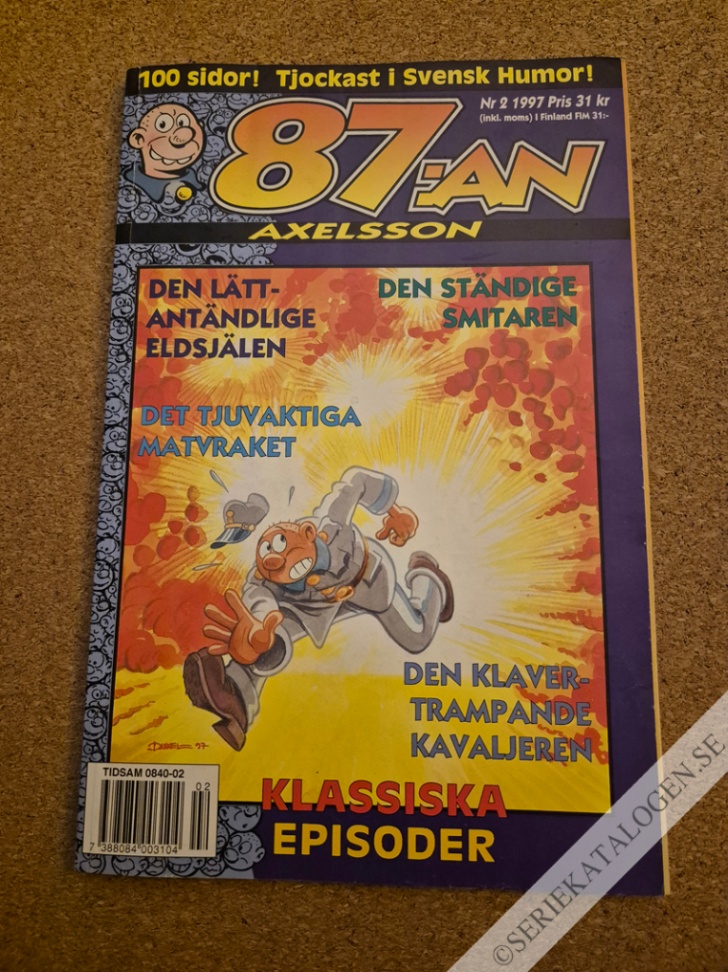 100 sidor! Tjockast i Svensk Humor!
Nr 2 1997 Pris 31 kr
(inkl. moms) I Finland FIM 31:-
87:AN
AXELSSON
DEN LÄTT-
ANTÄNDLIGE
ELDSJÄLEN
DEN STÄNDIGE
SMITAREN
DET TJUVAKTIGA
MATVRAKET
DEN KLAVER-
TRAMPANDE
KAVALJEREN
KLASSISKA
EPISODER
TIDSAM 0840-02
02
7 388084 003104
©SERIEKATALOGEN.SE